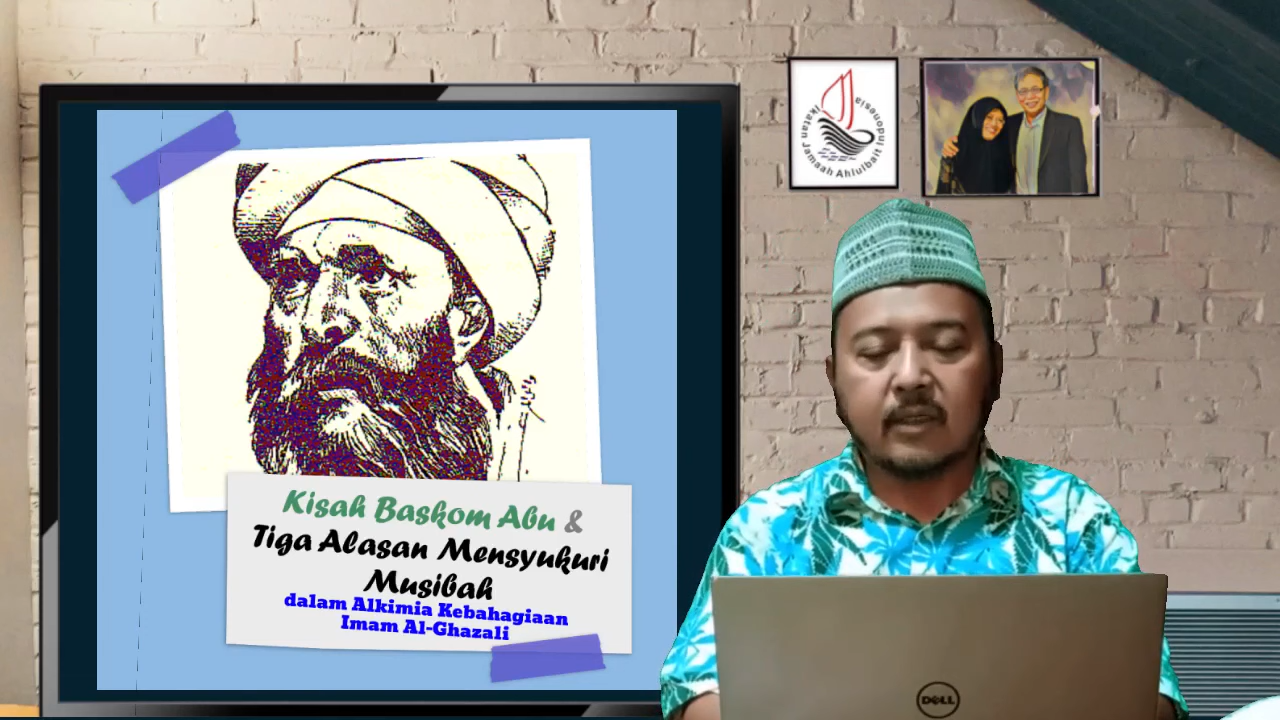 Kisah Baskom Abu &
Tiga Alasan Mensyukuri
Musibah
dalam Alkimia Kebahagiaan
Imam Al-Ghazali
Ikatan Jamaah Ahlulbait Indonesia
DELL